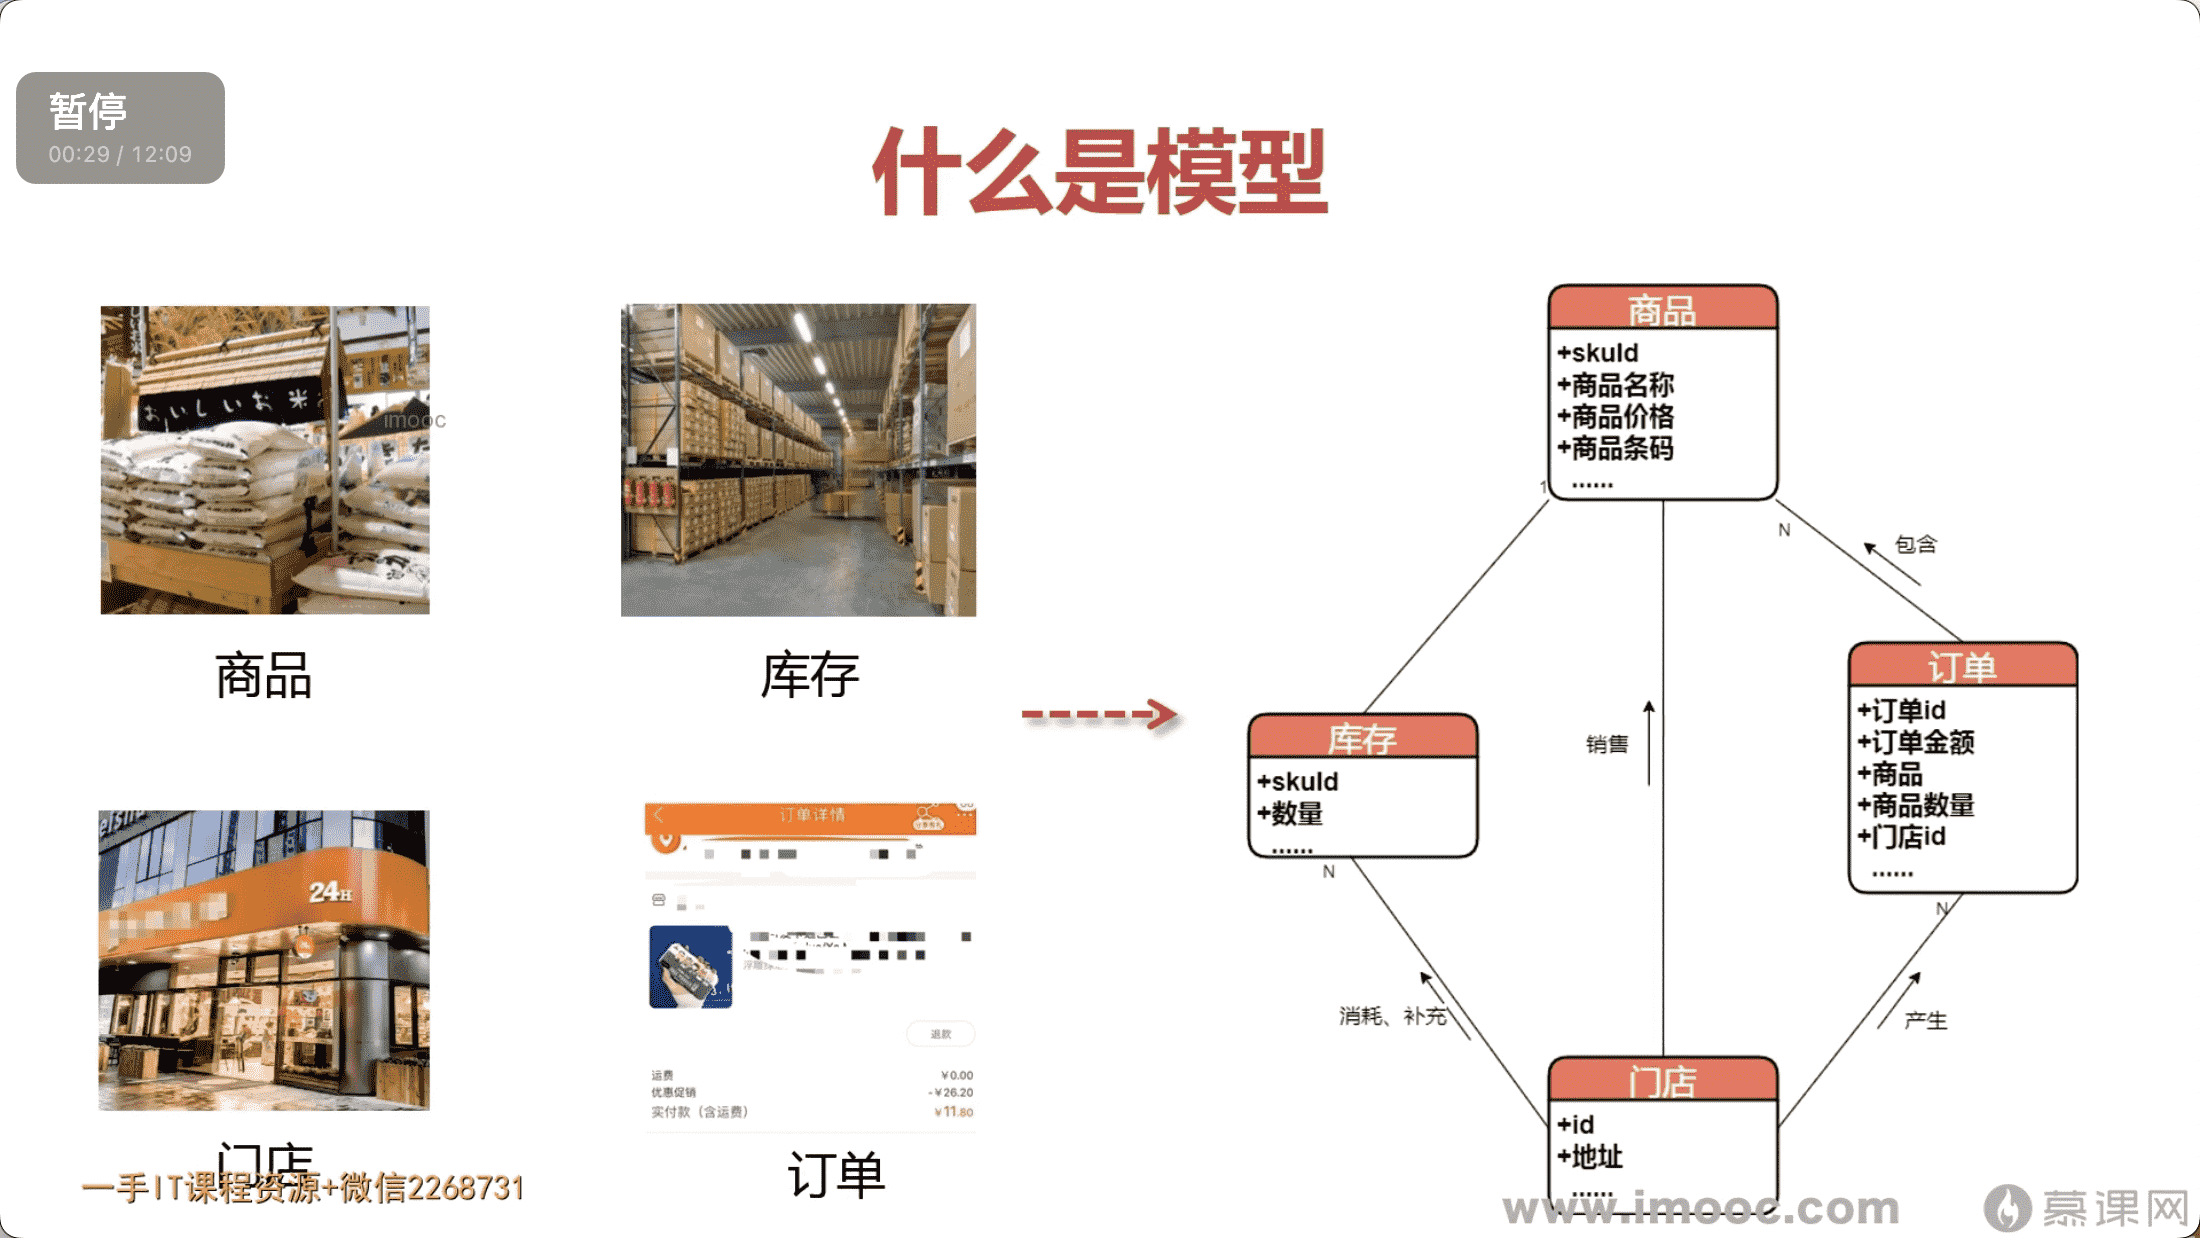 暂停
00:29 / 12:09
什么是模型
おいしいお米
imooc
商品
库存
24H
门店
订单详情
退款
运费 ¥0.00
优惠促销 -¥26.20
实付款（含运费） ¥11.80
订单
商品
+skuId
+商品名称
+商品价格
+商品条码
......
1
N
包含
库存
+skuId
+数量
......
N
销售
订单
+订单id
+订单金额
+商品
+商品数量
+门店id
......
N
消耗、补充
产生
门店
+id
+地址
......
一手IT课程资源+微信2268731
www.imooc.com
慕课网